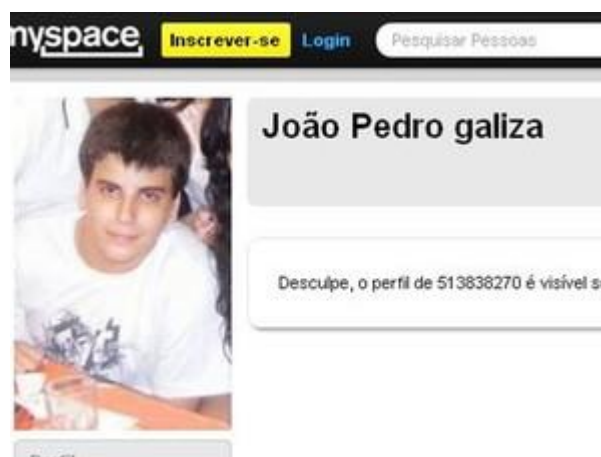 myspace Inscrever-se Login Pesquisar Pessoas
João Pedro galiza
Desculpe, o perfil de 513838270 é visível